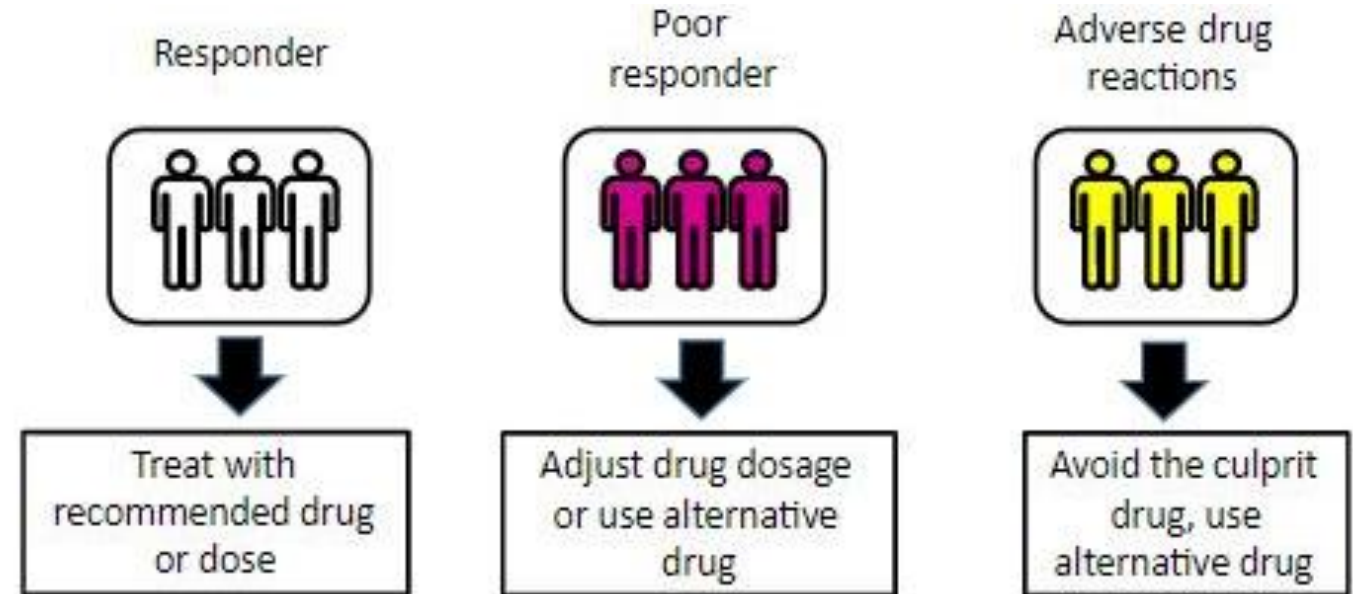 Responder
Poor
responder
Adverse drug
reactions
Treat with
recommended drug
or dose
Adjust drug dosage
or use alternative
drug
Avoid the culprit
drug, use
alternative drug